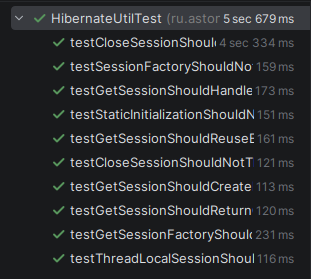 HibernateUtilTest (ru.astor 5 sec 679 ms
testCloseSessionShoul 4 sec 334 ms
testSessionFactoryShouldNo 159 ms
testGetSessionShouldHandle 173 ms
testStaticInitializationShouldN 151 ms
testGetSessionShouldReuseE 161 ms
testCloseSessionShouldNotT 121 ms
testGetSessionShouldCreate 113 ms
testGetSessionShouldReturn 120 ms
testGetSessionFactoryShould 231 ms
testThreadLocalSessionShoul 116 ms